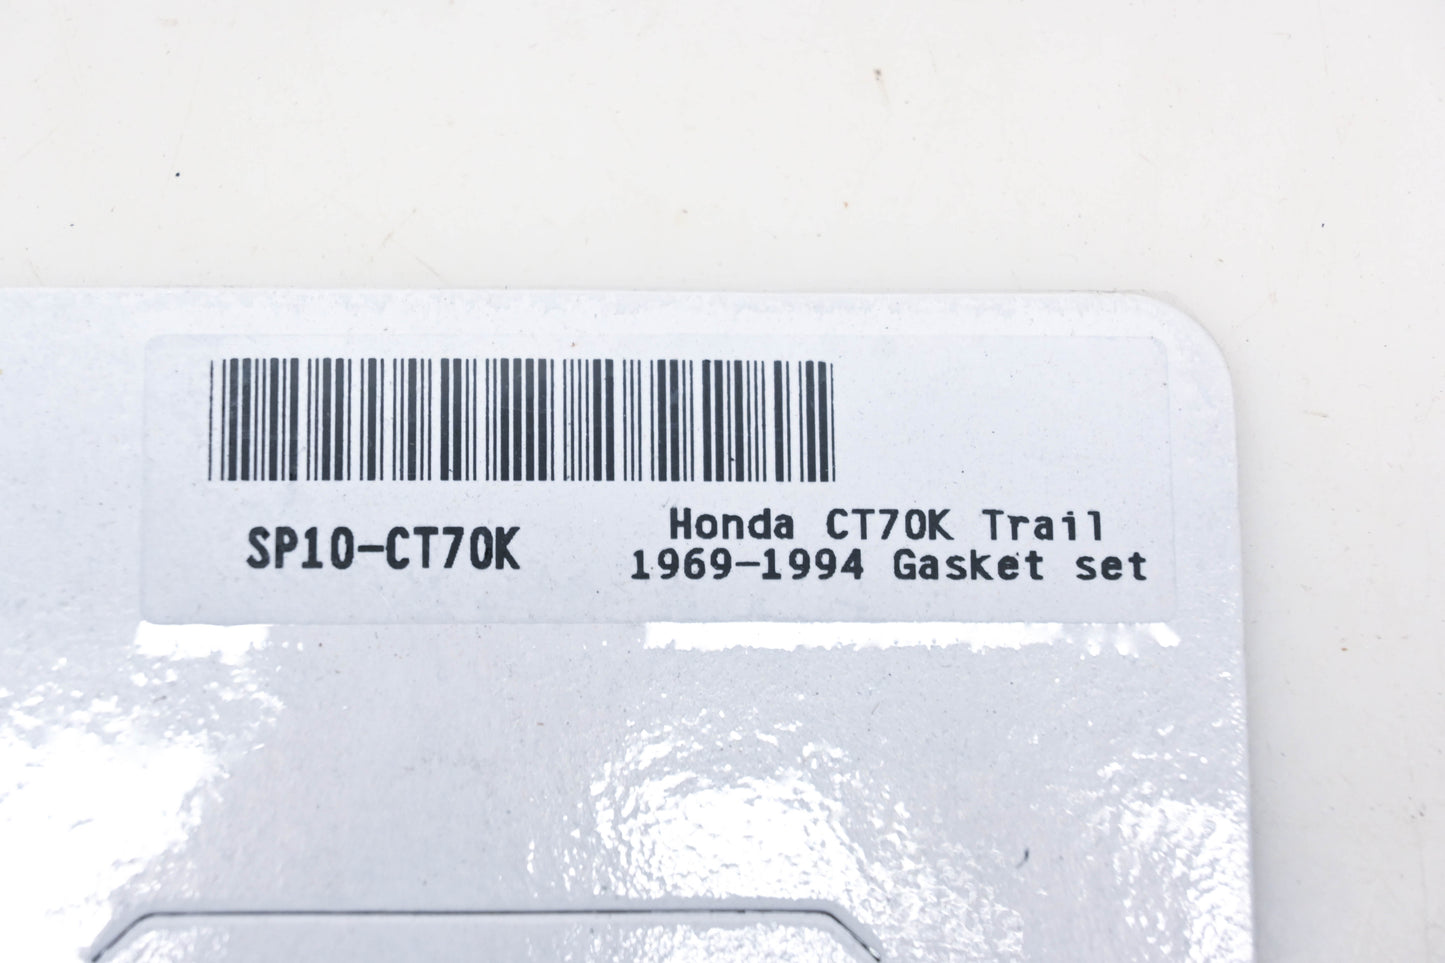 SP10-CT70K
Honda CT70K Trail
1969-1994 Gasket set